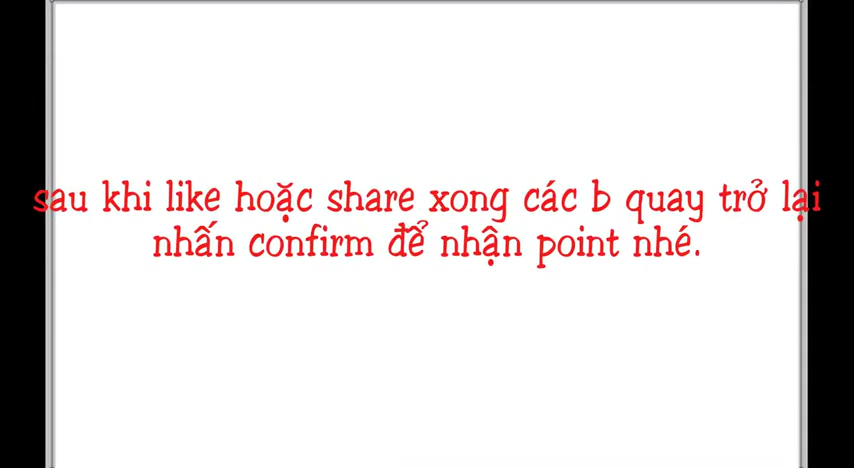 sau khi like hoặc share xong các b quay trở lại
nhấn confirm để nhận point nhé.